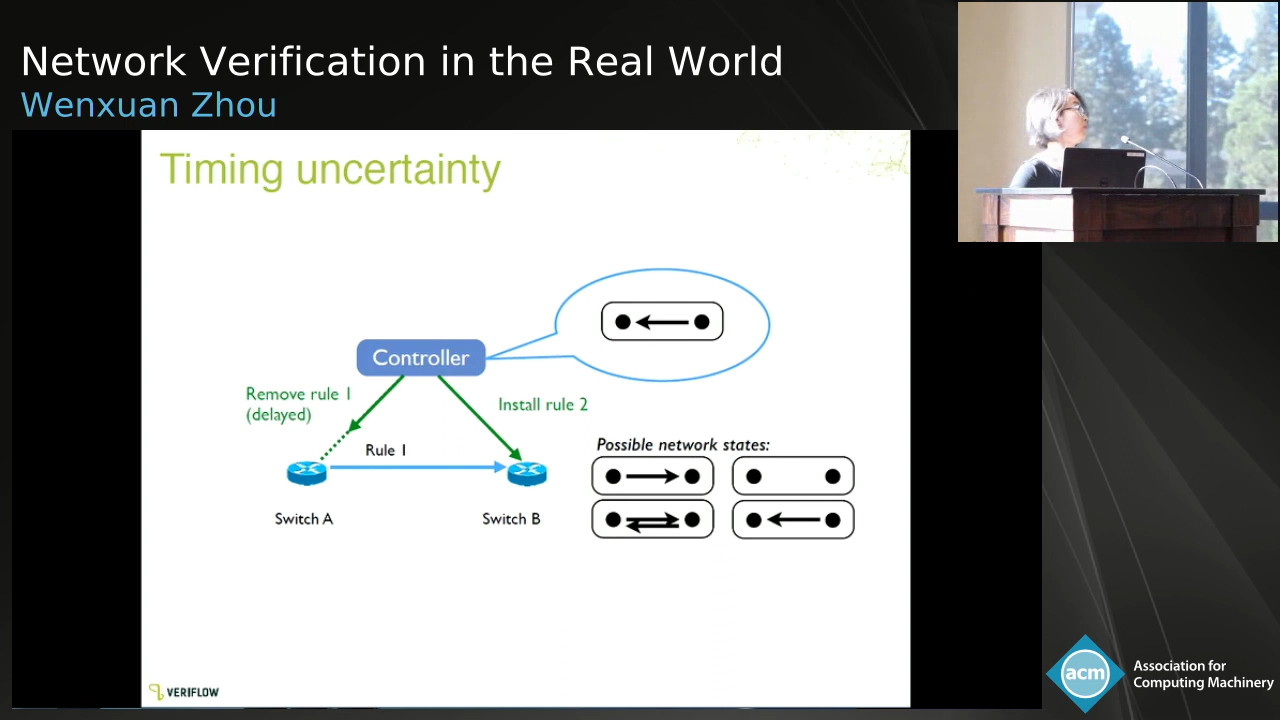 Network Verification in the Real World
Wenxuan Zhou
Timing uncertainty
Controller
Remove rule 1
(delayed)
Install rule 2
Rule 1
Possible network states:
Switch A
Switch B
VERIFLOW
acm
Association for
Computing Machinery